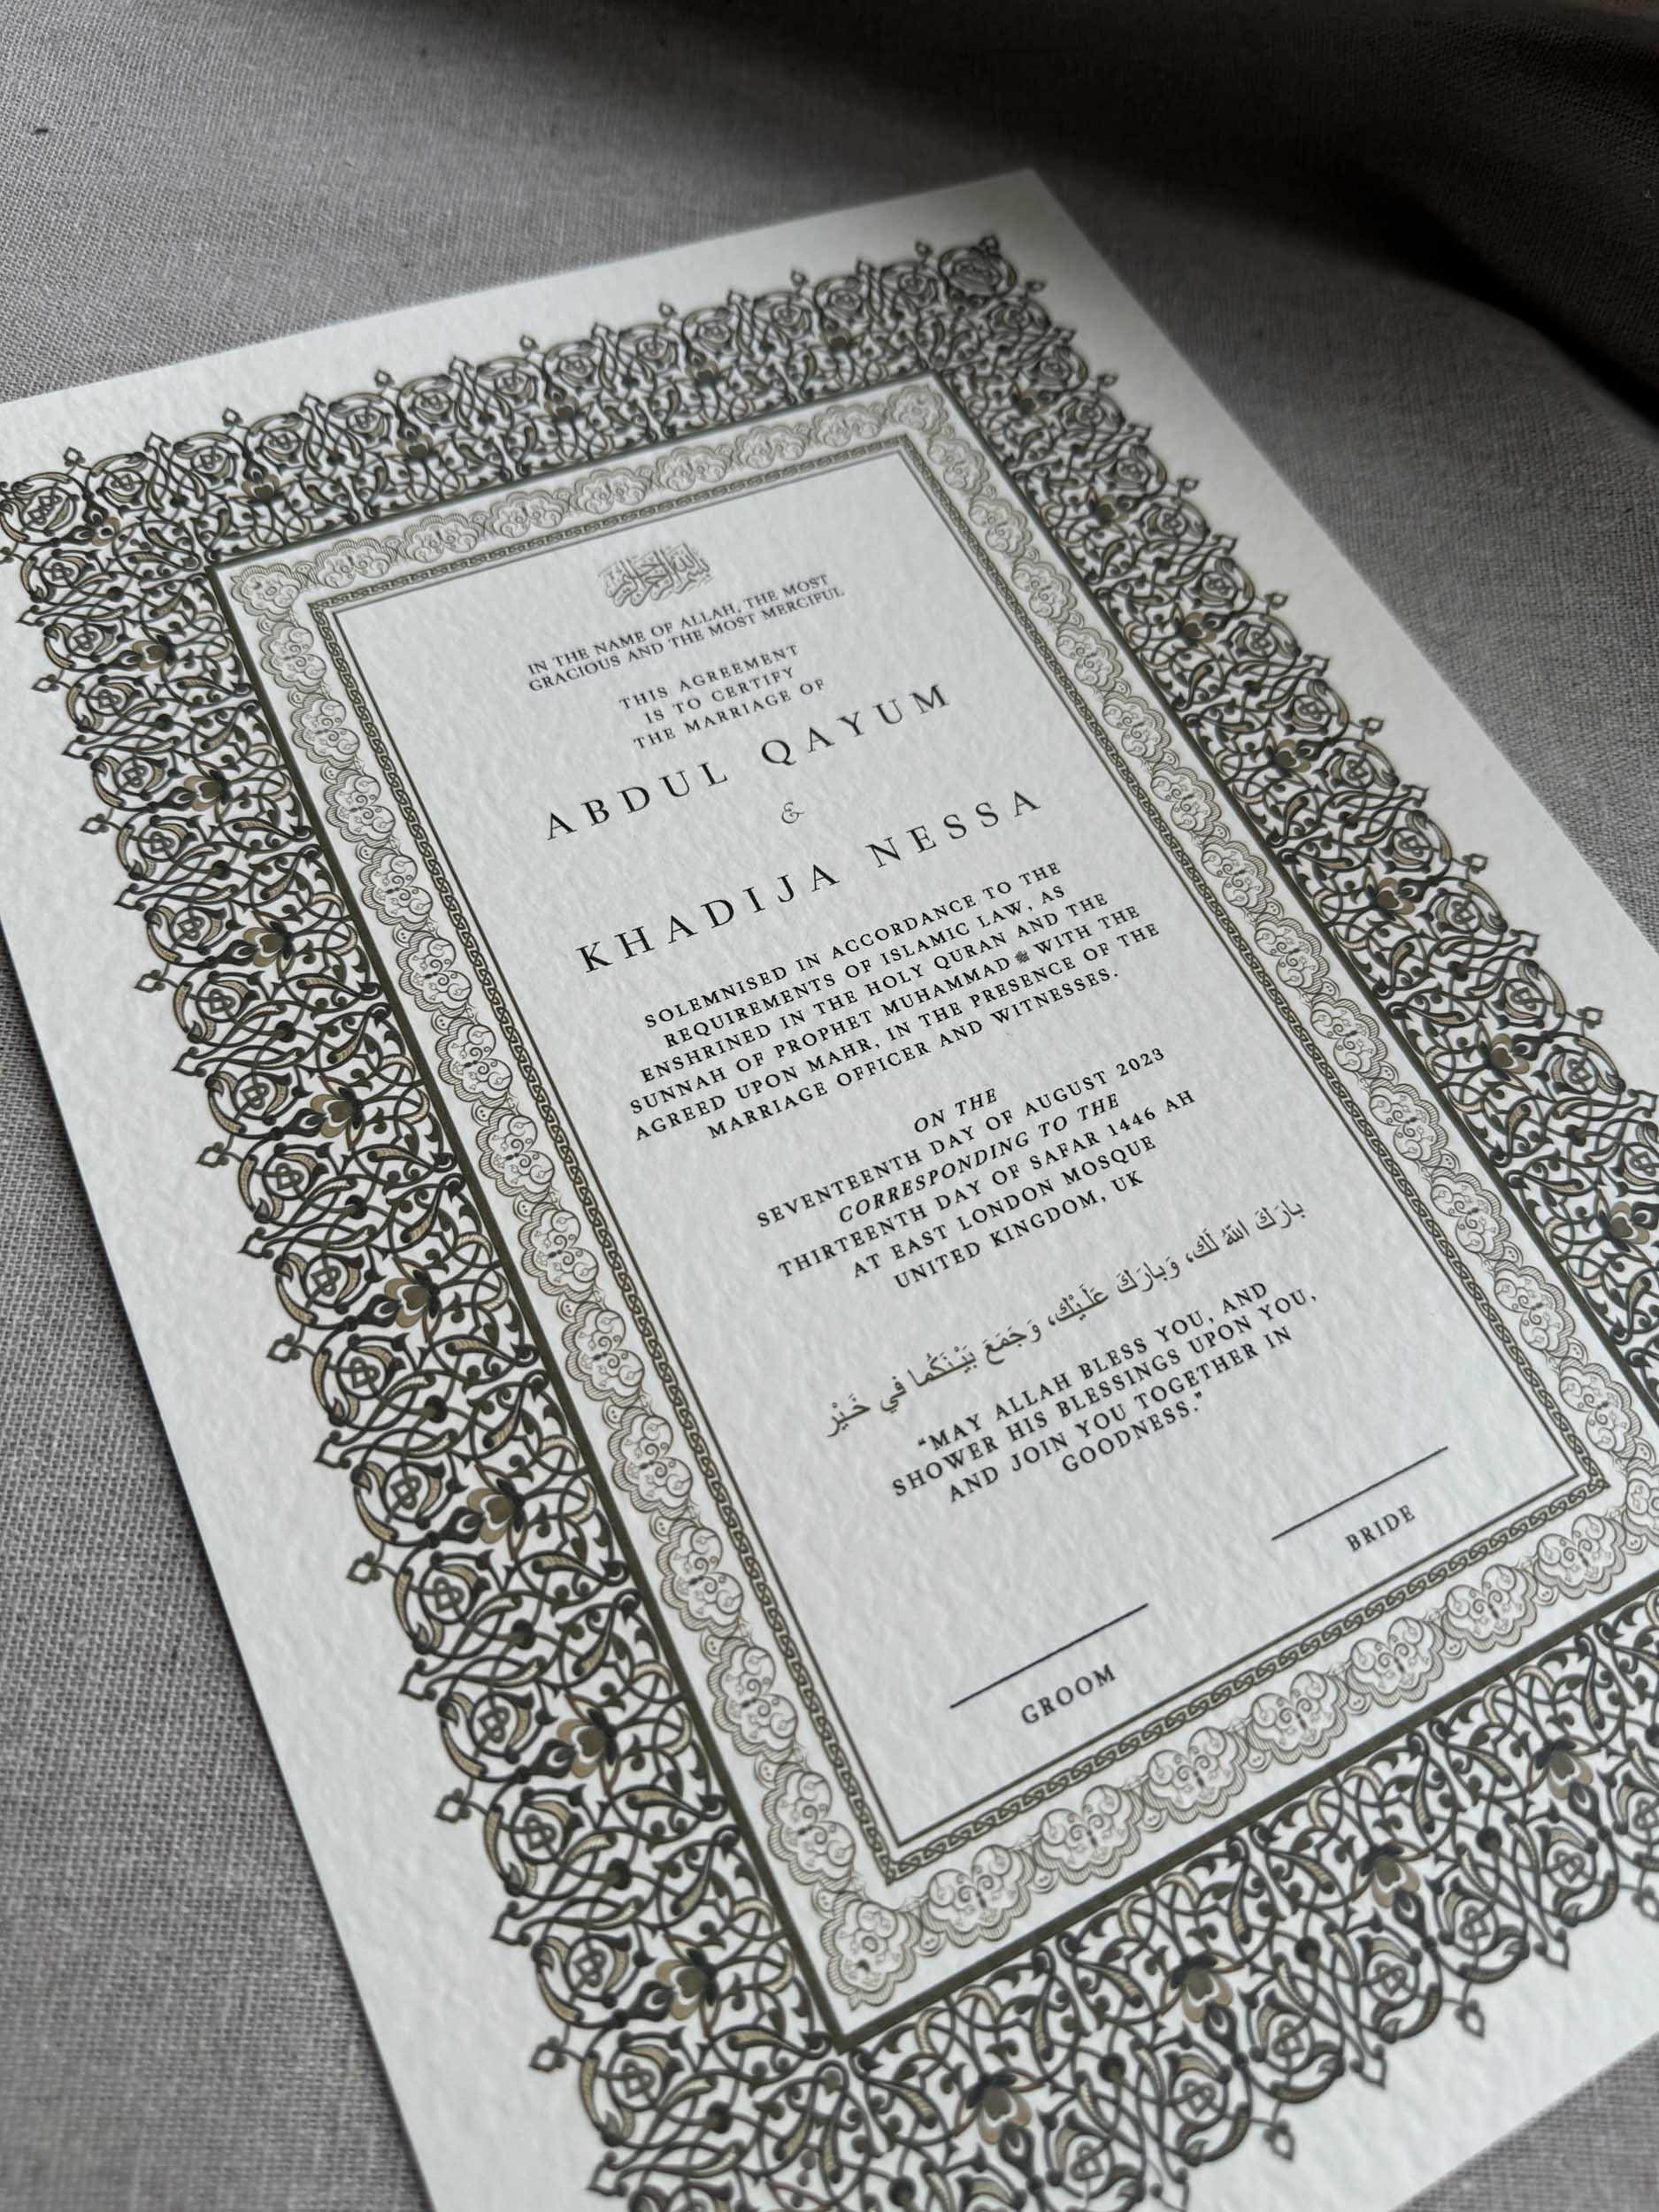 بسم الله الرحمن الرحيم
IN THE NAME OF ALLAH, THE MOST
GRACIOUS AND THE MOST MERCIFUL
THIS AGREEMENT
IS TO CERTIFY
THE MARRIAGE OF
ABDUL QAYUM
&
KHADIJA NESSA
SOLEMNISED IN ACCORDANCE TO THE
REQUIREMENTS OF ISLAMIC LAW, AS
ENSHRINED IN THE HOLY QURAN AND THE
SUNNAH OF PROPHET MUHAMMAD ﷺ WITH THE
AGREED UPON MAHR, IN THE PRESENCE OF THE
MARRIAGE OFFICER AND WITNESSES.
ON THE
SEVENTEENTH DAY OF AUGUST 2023
CORRESPONDING TO THE
THIRTEENTH DAY OF SAFAR 1446 AH
AT EAST LONDON MOSQUE
UNITED KINGDOM, UK
بارَكَ اللهُ لَكَ، وَبارَكَ عَلَيْكَ، وَجَمَعَ بَيْنَكُما في خَيْر
“MAY ALLAH BLESS YOU, AND
SHOWER HIS BLESSINGS UPON YOU,
AND JOIN YOU TOGETHER IN
GOODNESS.”
BRIDE
GROOM